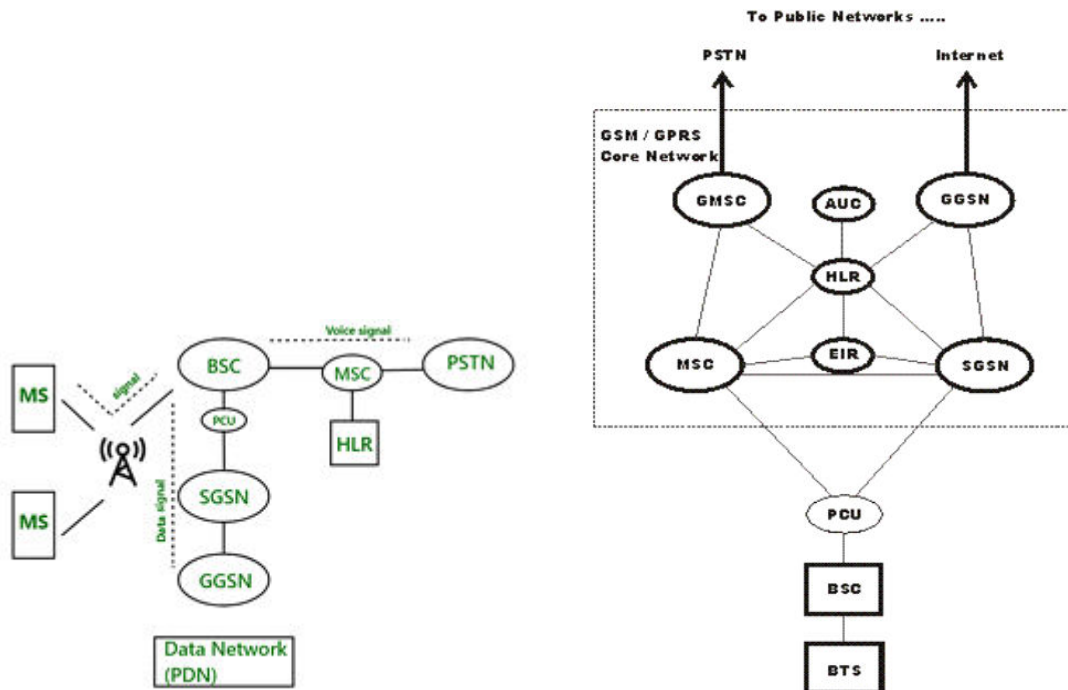 MS
MS
signal
BSC
Voice signal
MSC
PSTN
PCU
HLR
Data signal
SGSN
GGSN
Data Network
(PDN)
To Public Networks .....
PSTN
Internet
GSM / GPRS
Core Network
GMSC
AUC
GGSN
HLR
MSC
EIR
SGSN
PCU
BSC
BTS